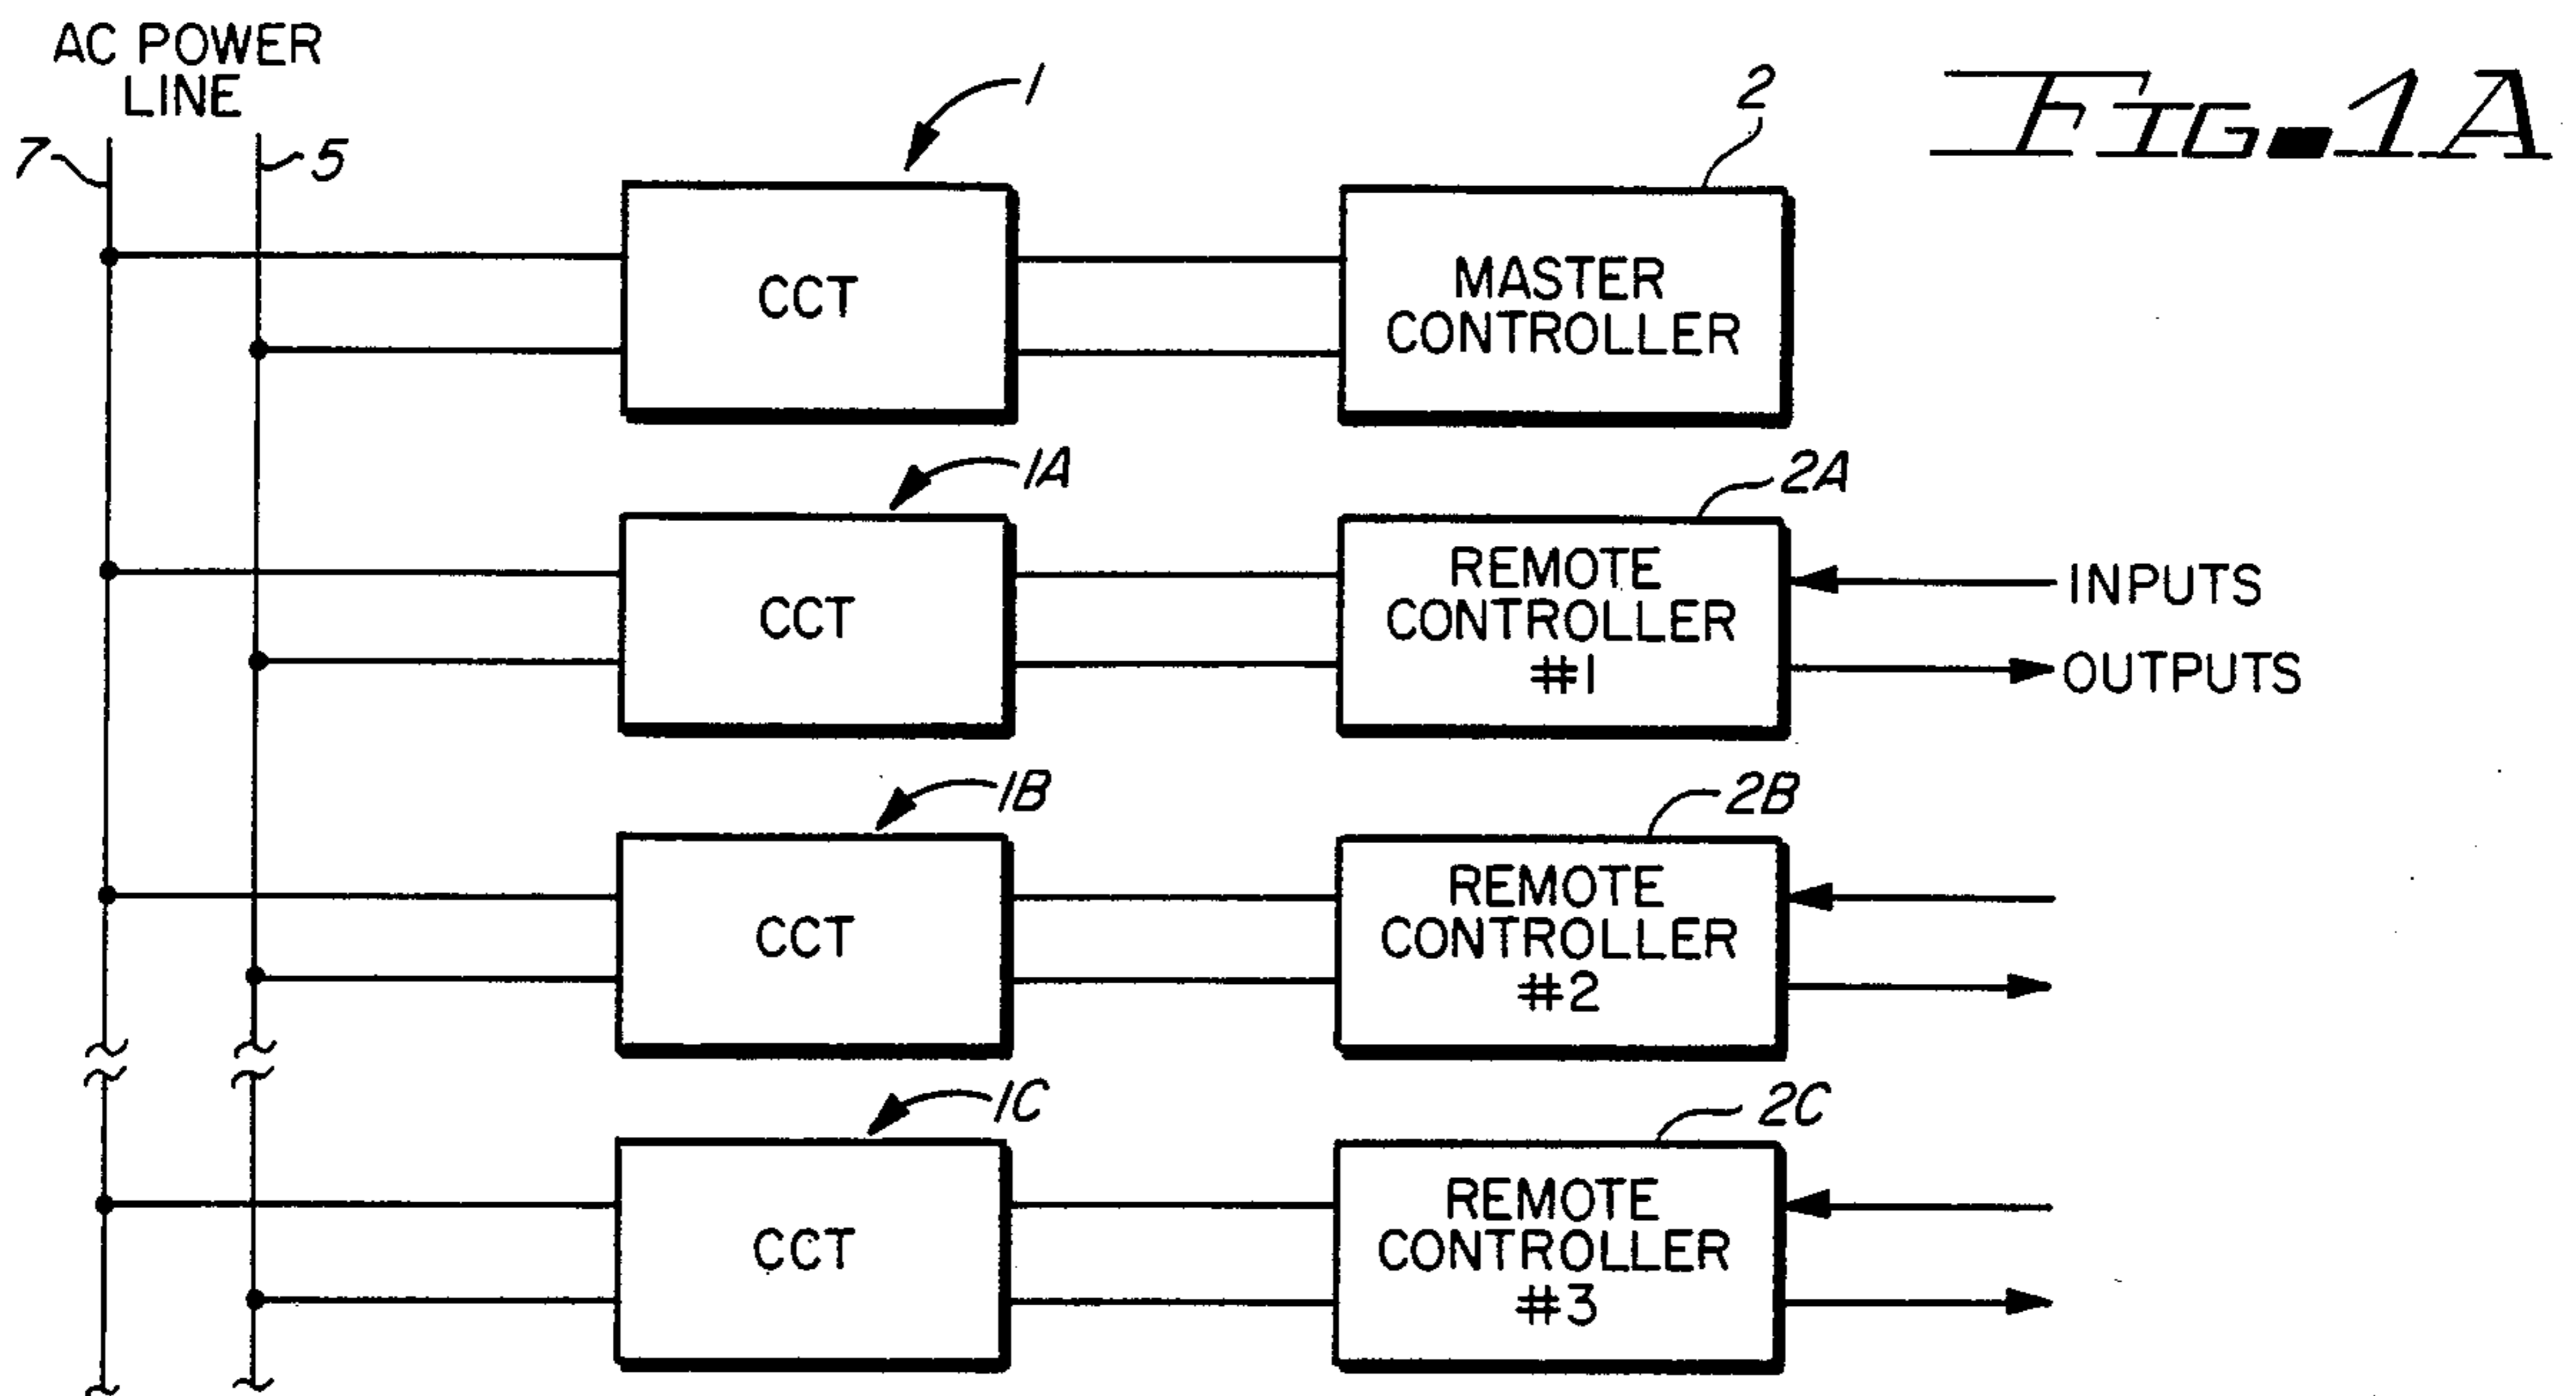 AC POWER
LINE
FIG. 1A
7
5
1
2
CCT
MASTER
CONTROLLER
1A
2A
CCT
REMOTE
CONTROLLER
#1
INPUTS
OUTPUTS
1B
2B
CCT
REMOTE
CONTROLLER
#2
1C
2C
CCT
REMOTE
CONTROLLER
#3